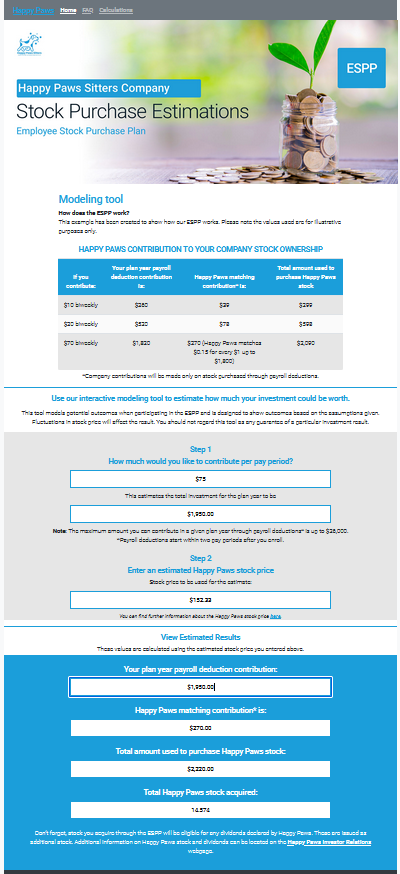 Happy Paws Home FAQ Calculations
ESPP
Happy Paws Sitters Company
Stock Purchase Estimations
Employee Stock Purchase Plan
Modeling tool
How does the ESPP work?
This example has been created to show how our ESPP works. Please note the values used are for illustrative
purposes only.
HAPPY PAWS CONTRIBUTION TO YOUR COMPANY STOCK OWNERSHIP
If you contribute: Your plan year payroll deduction contribution is: Happy Paws matching contribution* is: Total amount used to purchase Happy Paws stock
$10 biweekly $260 $39 $299
$20 biweekly $520 $78 $598
$70 biweekly $1,820 $270 (Happy Paws matches $0.15 for every $1 up to $1,800) $2,090
*Company contributions will be made only on stock purchased through payroll deductions.
Use our interactive modeling tool to estimate how much your investment could be worth.
This tool models potential outcomes when participating in the ESPP and is designed to show outcomes based on the assumptions given.
Fluctuations in stock price will affect the result. You should not regard this tool as any guarantee of a particular investment result.
Step 1
How much would you like to contribute per pay period?
$75
This estimates the total investment for the plan year to be
$1,950.00
Note: The maximum amount you can contribute in a given plan year through payroll deductions* is up to $26,000.
*Payroll deductions start within two pay periods after you enroll.
Step 2
Enter an estimated Happy Paws stock price
Stock price to be used for the estimate:
$152.33
You can find further information about the Happy Paws stock price here.
View Estimated Results
These values are calculated using the estimated stock price you entered above.
Your plan year payroll deduction contribution:
$1,950.00
Happy Paws matching contribution* is:
$270.00
Total amount used to purchase Happy Paws stock:
$2,220.00
Total Happy Paws stock acquired:
14.574
Don't forget, stock you acquire through the ESPP will be eligible for any dividends declared by Happy Paws. These are issued as
additional stock. Additional information on Happy Paws stock and dividends can be located on the Happy Paws Investor Relations
webpage.